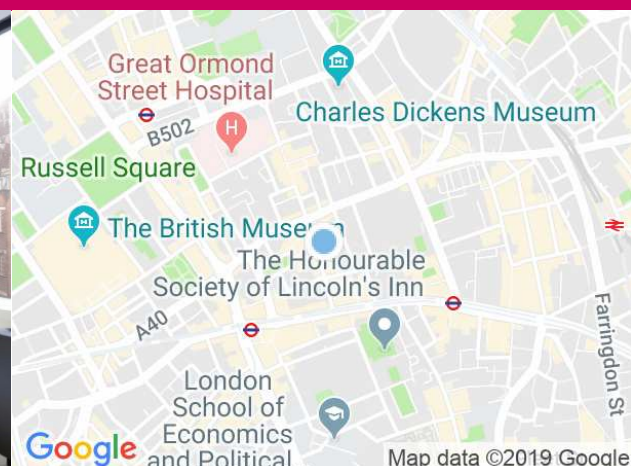 Great Ormond
Street Hospital
H
Charles Dickens Museum
B502
Russell Square
The British Museum
The Honourable
Society of Lincoln's Inn
A40
Farringdon St
London
School of
Economics
and Political
Google
Map data ©2019 Google